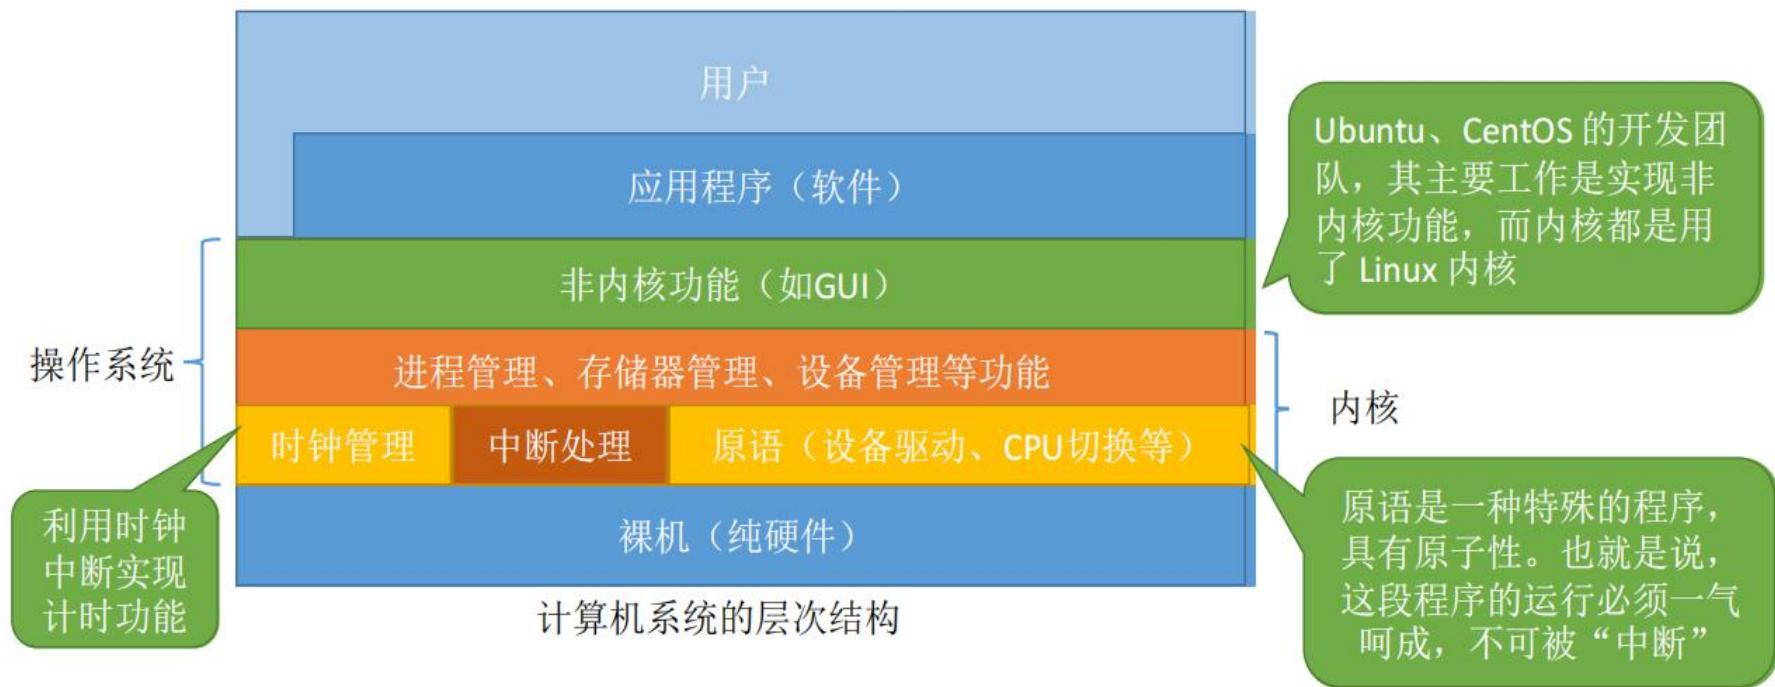 用户
应用程序（软件）
非内核功能（如GUI）
进程管理、存储器管理、设备管理等功能
时钟管理
中断处理
原语（设备驱动、CPU切换等）
裸机（纯硬件）
计算机系统的层次结构
操作系统
内核
利用时钟
中断实现
计时功能
Ubuntu、CentOS 的开发团
队，其主要工作是实现非
内核功能，而内核都是用
了 Linux 内核
原语是一种特殊的程序，
具有原子性。也就是说，
这段程序的运行必须一气
呵成，不可被“中断”